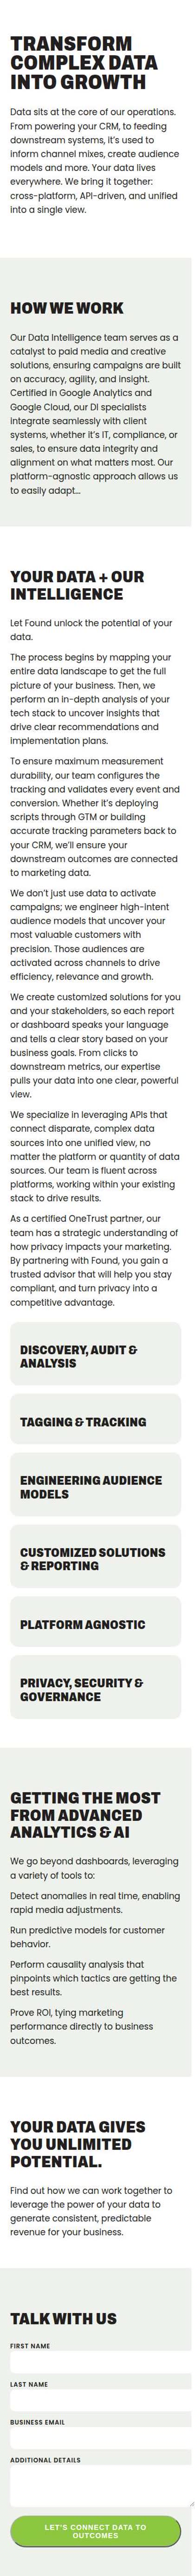 TRANSFORM
COMPLEX DATA
INTO GROWTH
Data sits at the core of our operations.
From powering your CRM, to feeding
downstream systems, it's used to
inform channel mixes, create audience
models and more. Your data lives
everywhere. We bring it together:
cross-platform, API-driven, and unified
into a single view.
HOW WE WORK
Our Data Intelligence team serves as a
catalyst to paid media and creative
solutions, ensuring campaigns are built
on accuracy, agility, and insight.
Certified in Google Analytics and
Google Cloud, our DI specialists
integrate seamlessly with client
systems, whether it's IT, compliance, or
sales, to ensure data integrity and
alignment on what matters most. Our
platform-agnostic approach allows us
to easily adapt...
YOUR DATA + OUR
INTELLIGENCE
Let Found unlock the potential of your
data.
The process begins by mapping your
entire data landscape to get the full
picture of your business. Then, we
perform an in-depth analysis of your
tech stack to uncover insights that
drive clear recommendations and
implementation plans.
To ensure maximum measurement
durability, our team configures the
tracking and validates every event and
conversion. Whether it's deploying
scripts through GTM or building
accurate tracking parameters back to
your CRM, we'll ensure your
downstream outcomes are connected
to marketing data.
We don't just use data to activate
campaigns; we engineer high-intent
audience models that uncover your
most valuable customers with
precision. Those audiences are
activated across channels to drive
efficiency, relevance and growth.
We create customized solutions for you
and your stakeholders, so each report
or dashboard speaks your language
and tells a clear story based on your
business goals. From clicks to
downstream metrics, our expertise
pulls your data into one clear, powerful
view.
We specialize in leveraging APIs that
connect disparate, complex data
sources into one unified view, no
matter the platform or quantity of data
sources. Our team is fluent across
platforms, working within your existing
stack to drive results.
As a certified OneTrust partner, our
team has a strategic understanding of
how privacy impacts your marketing.
By partnering with Found, you gain a
trusted advisor that will help you stay
compliant, and turn privacy into a
competitive advantage.
DISCOVERY, AUDIT &
ANALYSIS
TAGGING & TRACKING
ENGINEERING AUDIENCE
MODELS
CUSTOMIZED SOLUTIONS
& REPORTING
PLATFORM AGNOSTIC
PRIVACY, SECURITY &
GOVERNANCE
GETTING THE MOST
FROM ADVANCED
ANALYTICS & AI
We go beyond dashboards, leveraging
a variety of tools to:
Detect anomalies in real time, enabling
rapid media adjustments.
Run predictive models for customer
behavior.
Perform causality analysis that
pinpoints which tactics are getting the
best results.
Prove ROI, tying marketing
performance directly to business
outcomes.
YOUR DATA GIVES
YOU UNLIMITED
POTENTIAL.
Find out how we can work together to
leverage the power of your data to
generate consistent, predictable
revenue for your business.
TALK WITH US
FIRST NAME
LAST NAME
BUSINESS EMAIL
ADDITIONAL DETAILS
LET'S CONNECT DATA TO
OUTCOMES